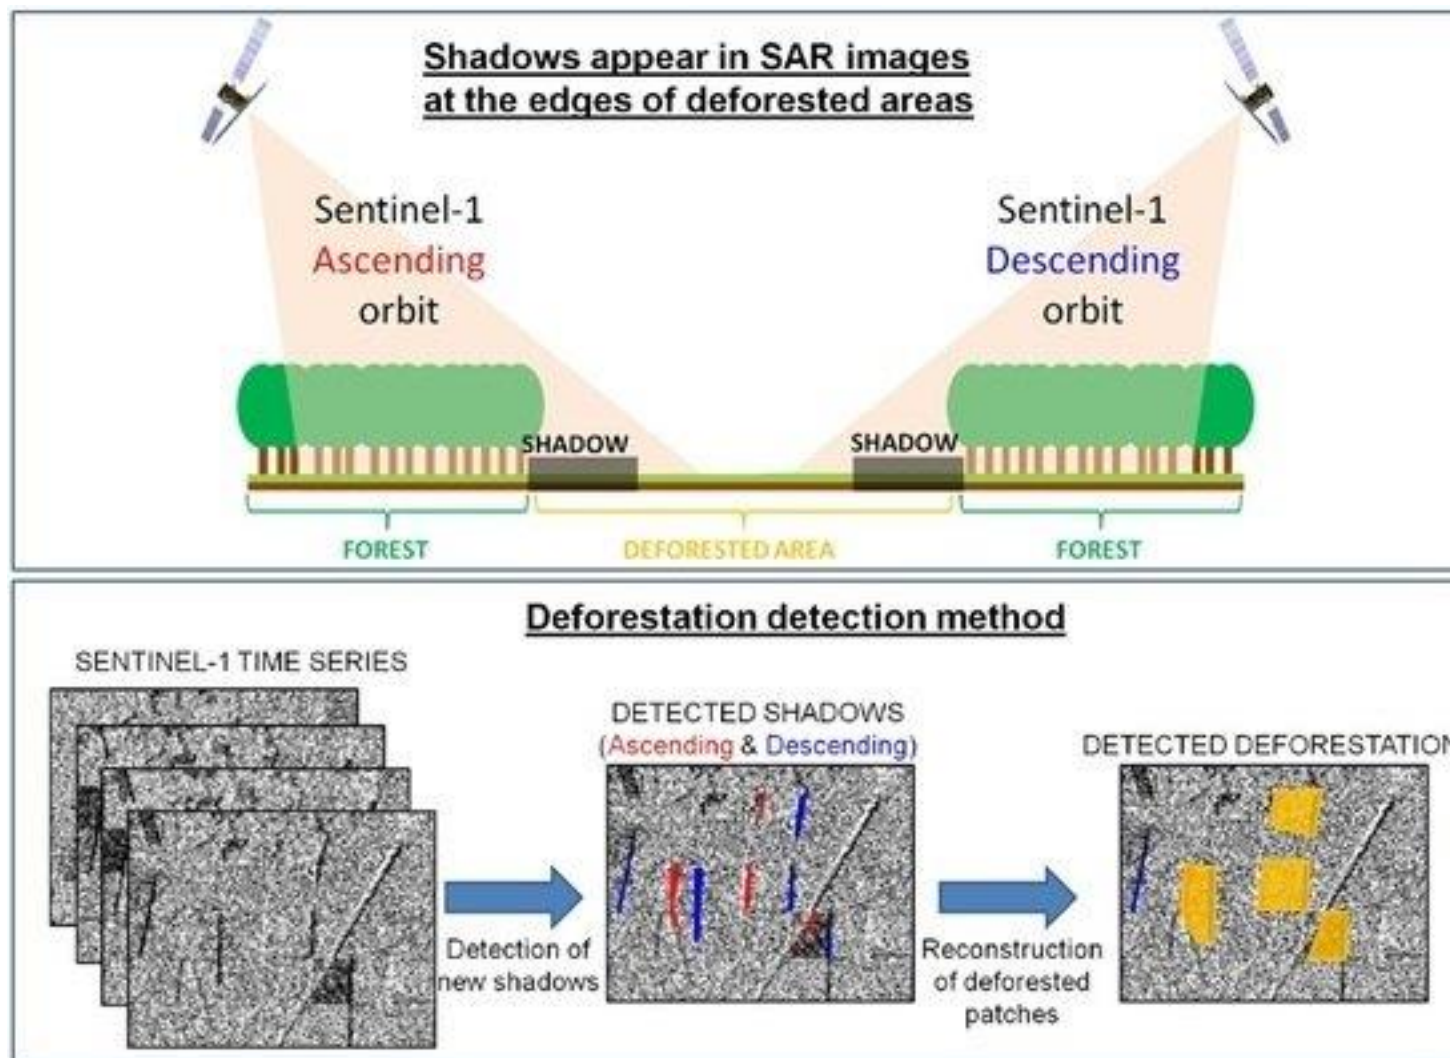 Shadows appear in SAR images
at the edges of deforested areas
Sentinel-1
Ascending
orbit
Sentinel-1
Descending
orbit
SHADOW
SHADOW
FOREST
DEFORESTED AREA
FOREST
Deforestation detection method
SENTINEL-1 TIME SERIES
Detection of
new shadows
DETECTED SHADOWS
(Ascending & Descending)
Reconstruction
of deforested
patches
DETECTED DEFORESTATION